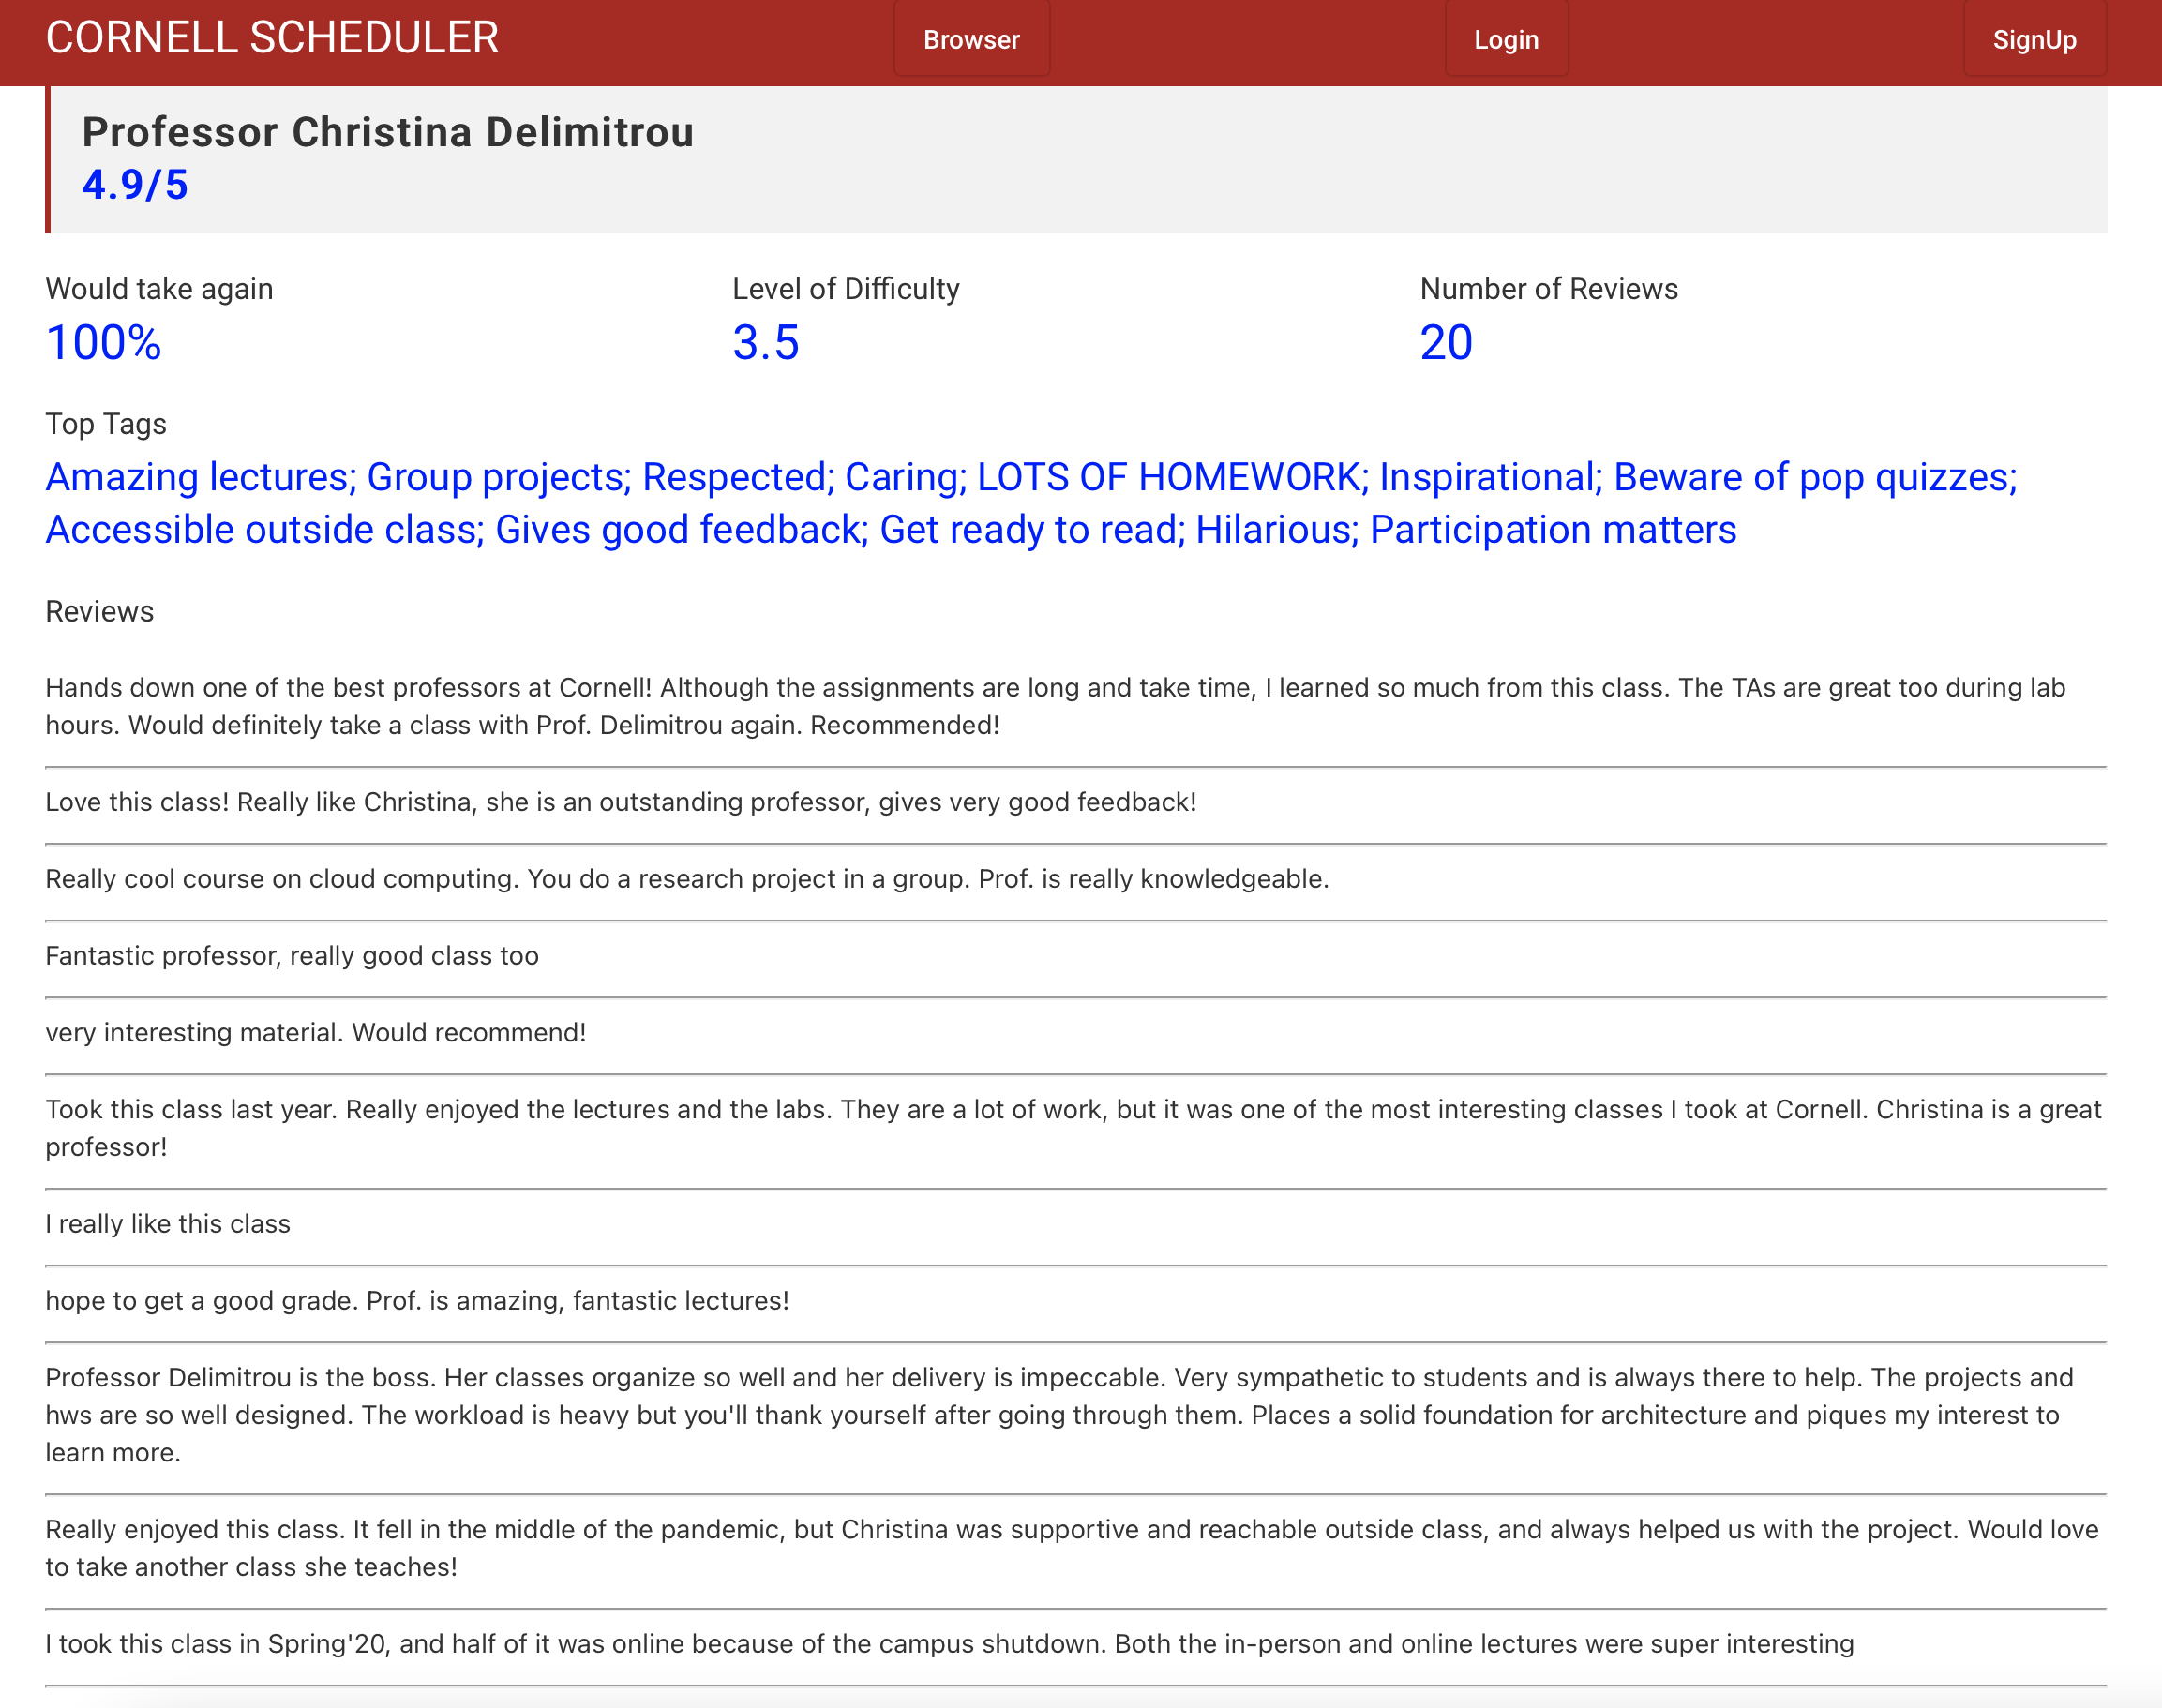 CORNELL SCHEDULER
Browser
Login
SignUp
Professor Christina Delimitrou
4.9/5
Would take again
Level of Difficulty
Number of Reviews
100%
3.5
20
Top Tags
Amazing lectures; Group projects; Respected; Caring; LOTS OF HOMEWORK; Inspirational; Beware of pop quizzes;
Accessible outside class; Gives good feedback; Get ready to read; Hilarious; Participation matters
Reviews
Hands down one of the best professors at Cornell! Although the assignments are long and take time, I learned so much from this class. The TAs are great too during lab
hours. Would definitely take a class with Prof. Delimitrou again. Recommended!
Love this class! Really like Christina, she is an outstanding professor, gives very good feedback!
Really cool course on cloud computing. You do a research project in a group. Prof. is really knowledgeable.
Fantastic professor, really good class too
very interesting material. Would recommend!
Took this class last year. Really enjoyed the lectures and the labs. They are a lot of work, but it was one of the most interesting classes I took at Cornell. Christina is a great
professor!
I really like this class
hope to get a good grade. Prof. is amazing, fantastic lectures!
Professor Delimitrou is the boss. Her classes organize so well and her delivery is impeccable. Very sympathetic to students and is always there to help. The projects and
hws are so well designed. The workload is heavy but you'll thank yourself after going through them. Places a solid foundation for architecture and piques my interest to
learn more.
Really enjoyed this class. It fell in the middle of the pandemic, but Christina was supportive and reachable outside class, and always helped us with the project. Would love
to take another class she teaches!
I took this class in Spring'20, and half of it was online because of the campus shutdown. Both the in-person and online lectures were super interesting